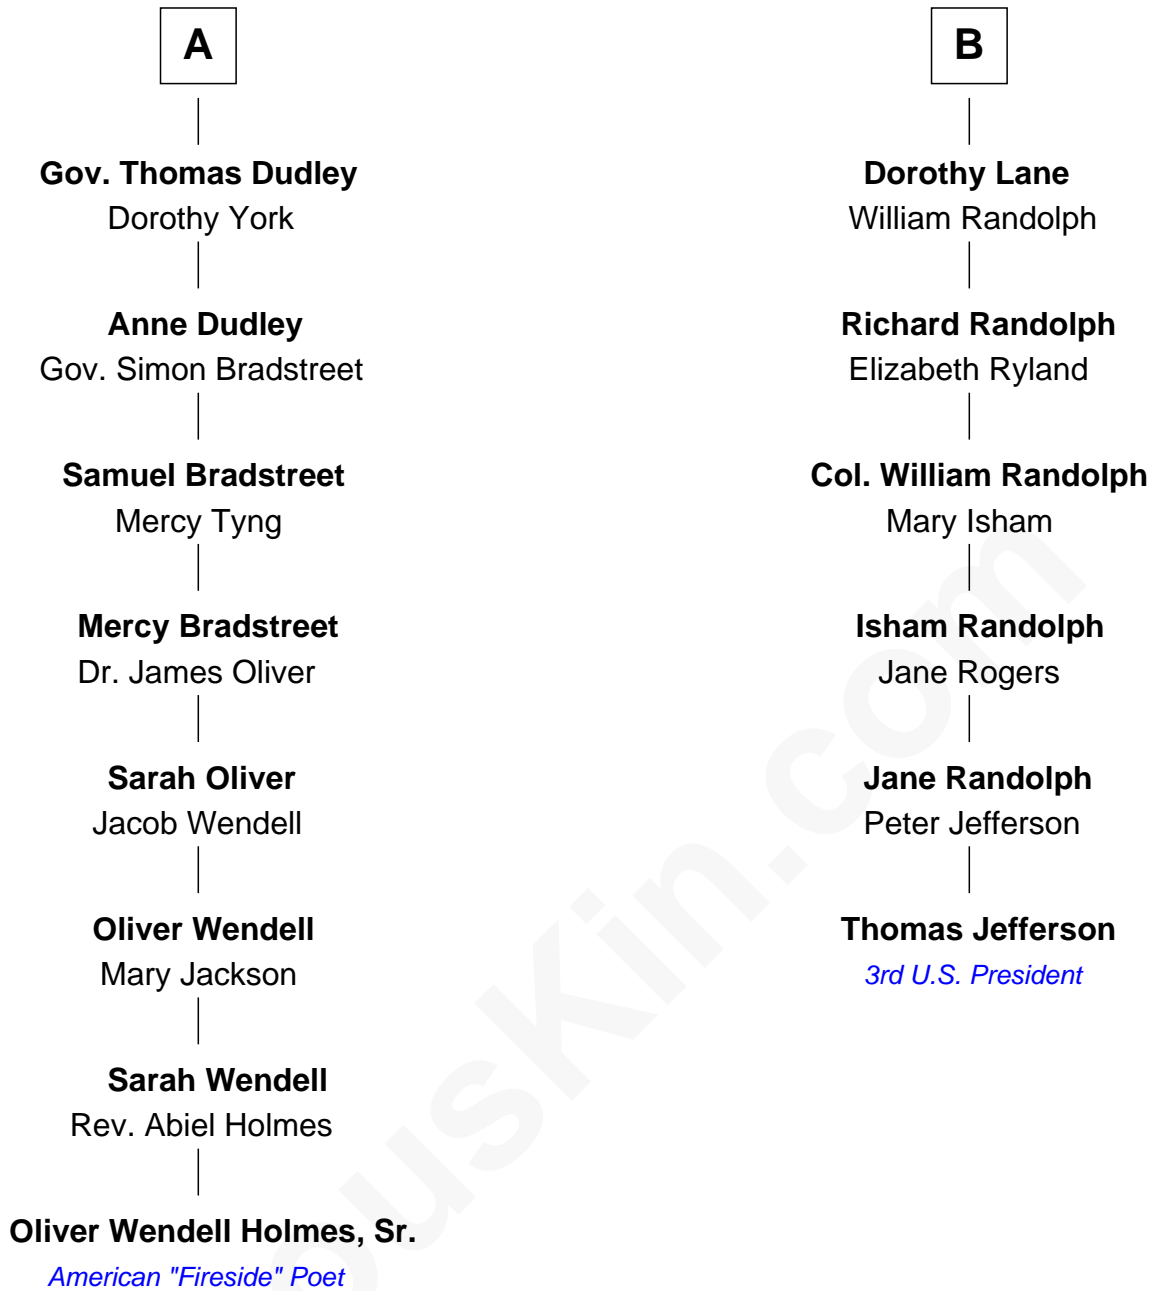 A
Gov. Thomas Dudley
Dorothy York
Anne Dudley
Gov. Simon Bradstreet
Samuel Bradstreet
Mercy Tyng
Mercy Bradstreet
Dr. James Oliver
Sarah Oliver
Jacob Wendell
Oliver Wendell
Mary Jackson
Sarah Wendell
Rev. Abiel Holmes
Oliver Wendell Holmes, Sr.
American "Fireside" Poet
B
Dorothy Lane
William Randolph
Richard Randolph
Elizabeth Ryland
Col. William Randolph
Mary Isham
Isham Randolph
Jane Rogers
Jane Randolph
Peter Jefferson
Thomas Jefferson
3rd U.S. President
ousKin.com